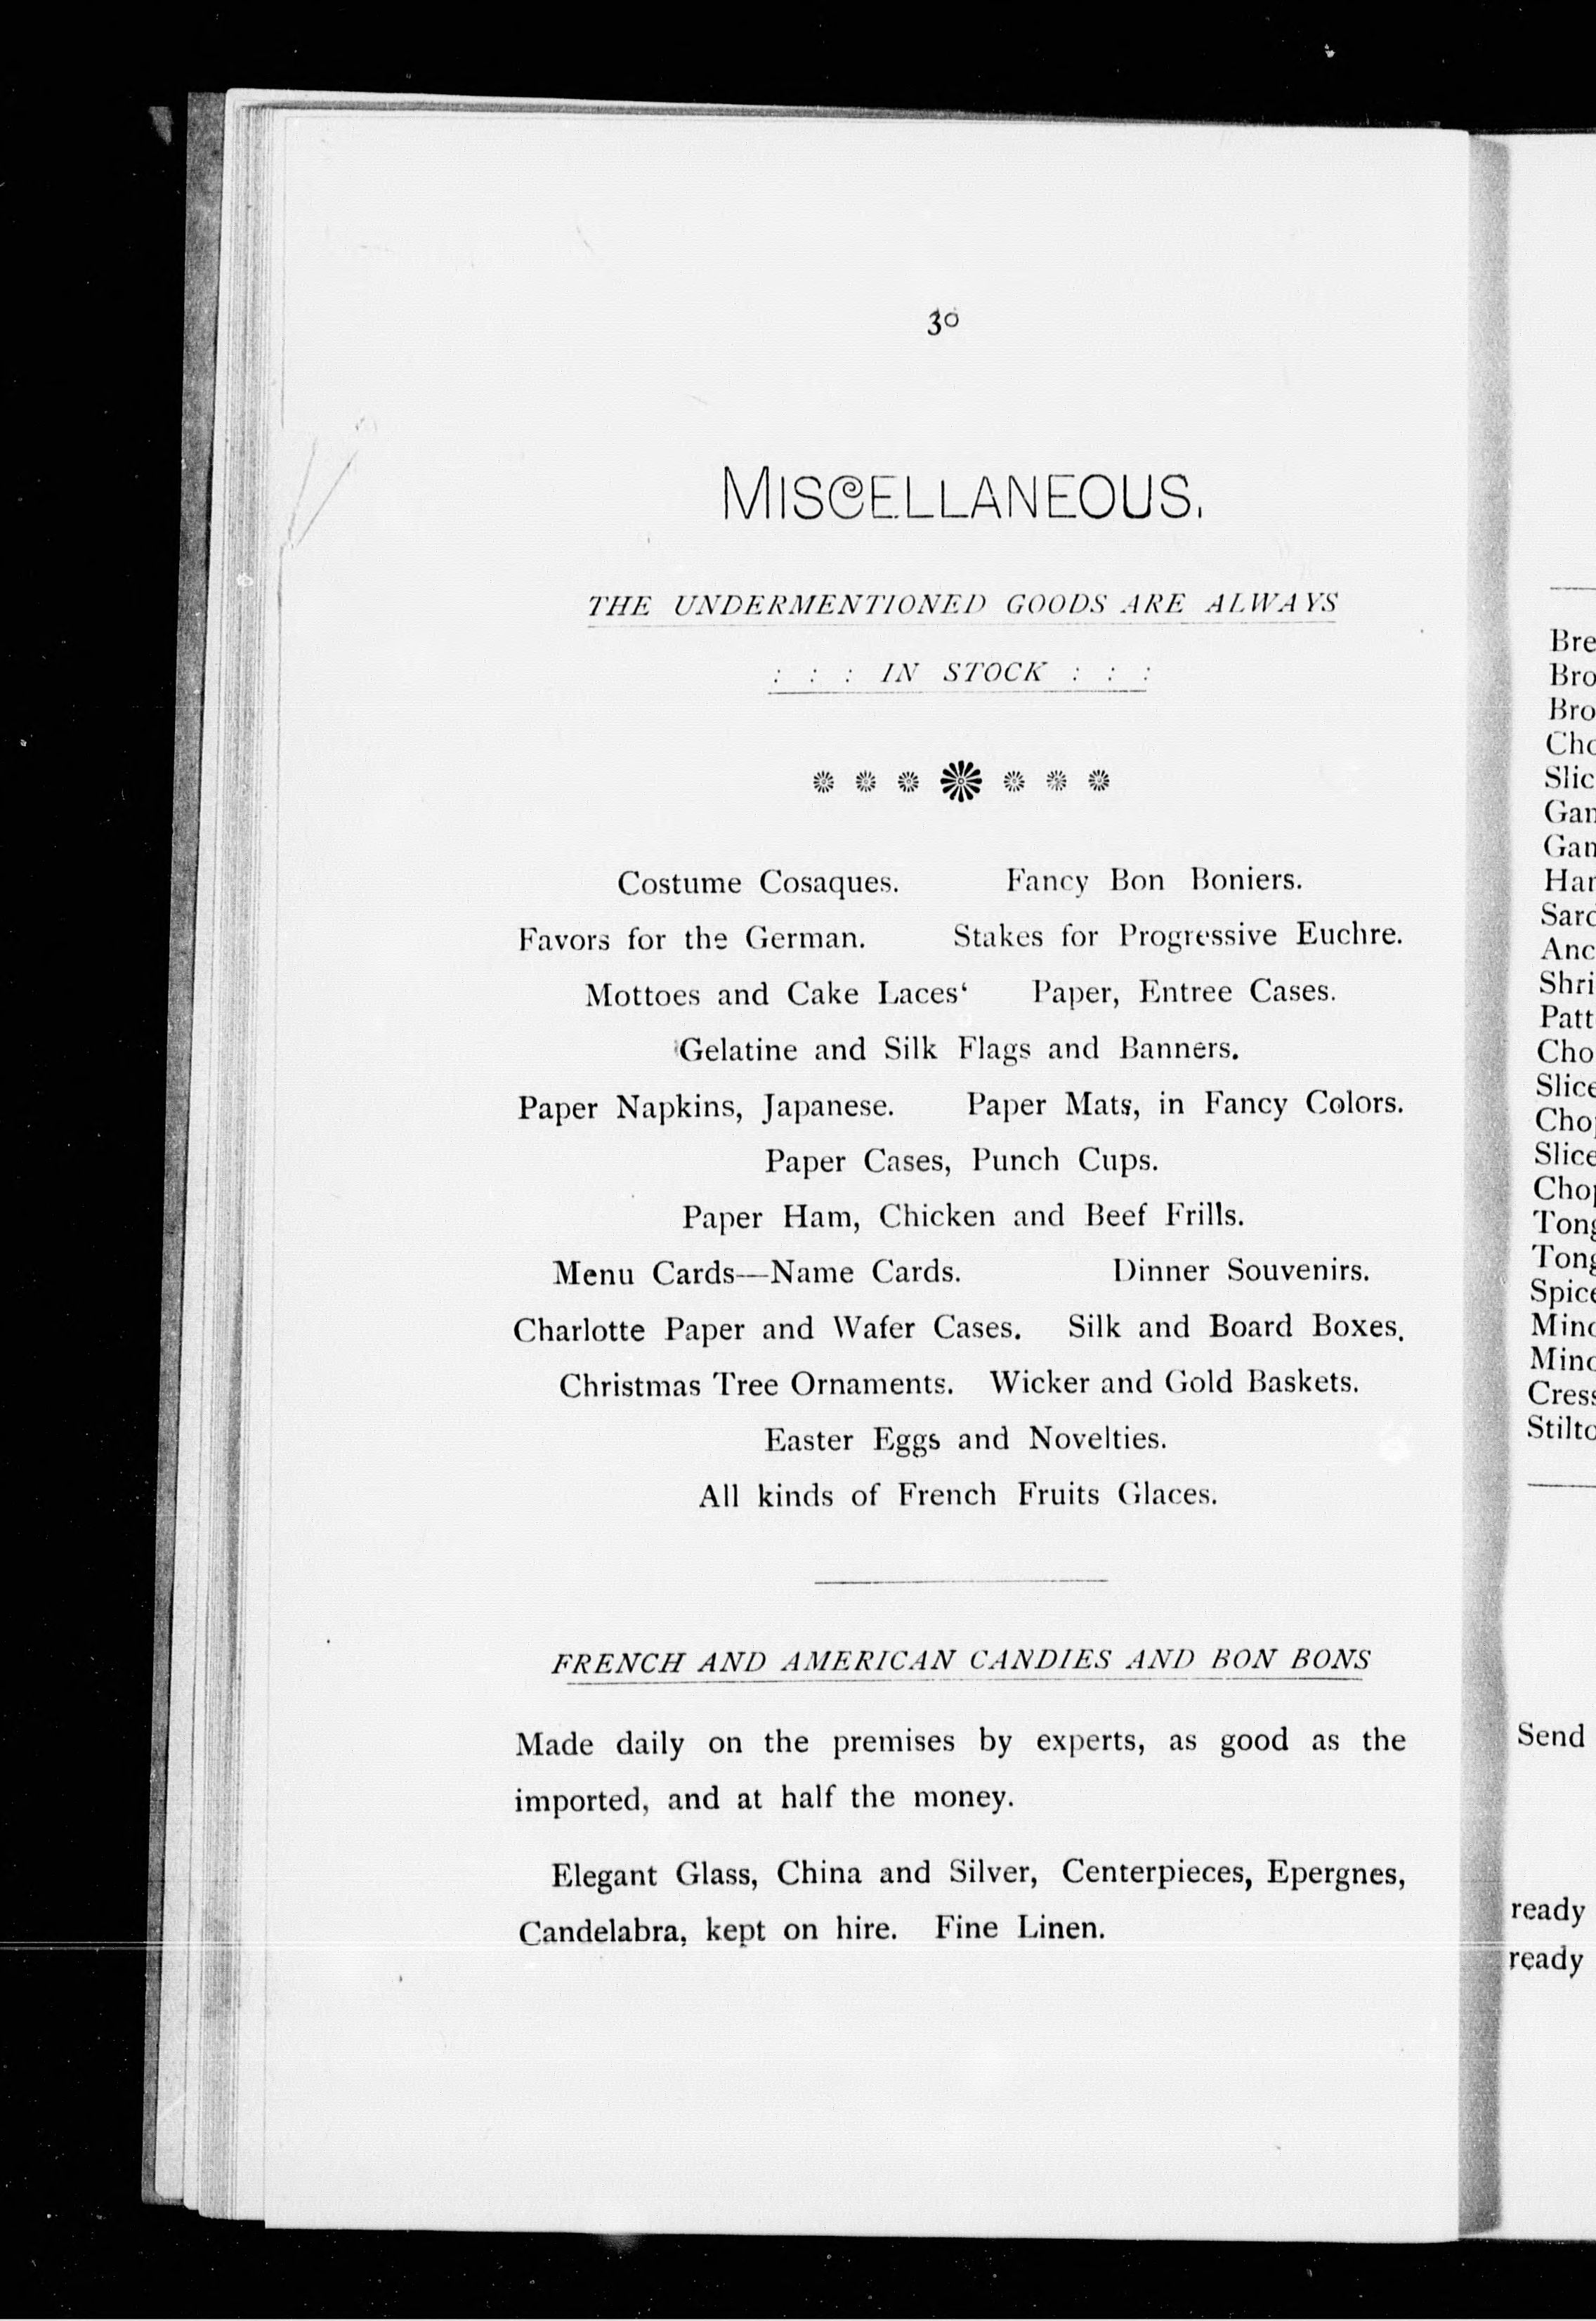 30
MISCELLANEOUS.
THE UNDERMENTIONED GOODS ARE ALWAYS
: : : IN STOCK : : :
Costume Cosaques. Fancy Bon Boniers.
Favors for the German. Stakes for Progressive Euchre.
Mottoes and Cake Laces‘ Paper, Entree Cases.
Gelatine and Silk Flags and Banners.
Paper Napkins, Japanese. Paper Mats, in Fancy Colors.
Paper Cases, Punch Cups.
Paper Ham, Chicken and Beef Frills.
Menu Cards—Name Cards. Dinner Souvenirs.
Charlotte Paper and Wafer Cases. Silk and Board Boxes.
Christmas Tree Ornaments. Wicker and Gold Baskets.
Easter Eggs and Novelties.
All kinds of French Fruits Glaces.
FRENCH AND AMERICAN CANDIES AND BON BONS
Made daily on the premises by experts, as good as the
imported, and at half the money.
Elegant Glass, China and Silver, Centerpieces, Epergnes,
Candelabra, kept on hire. Fine Linen.
Send
ready
ready